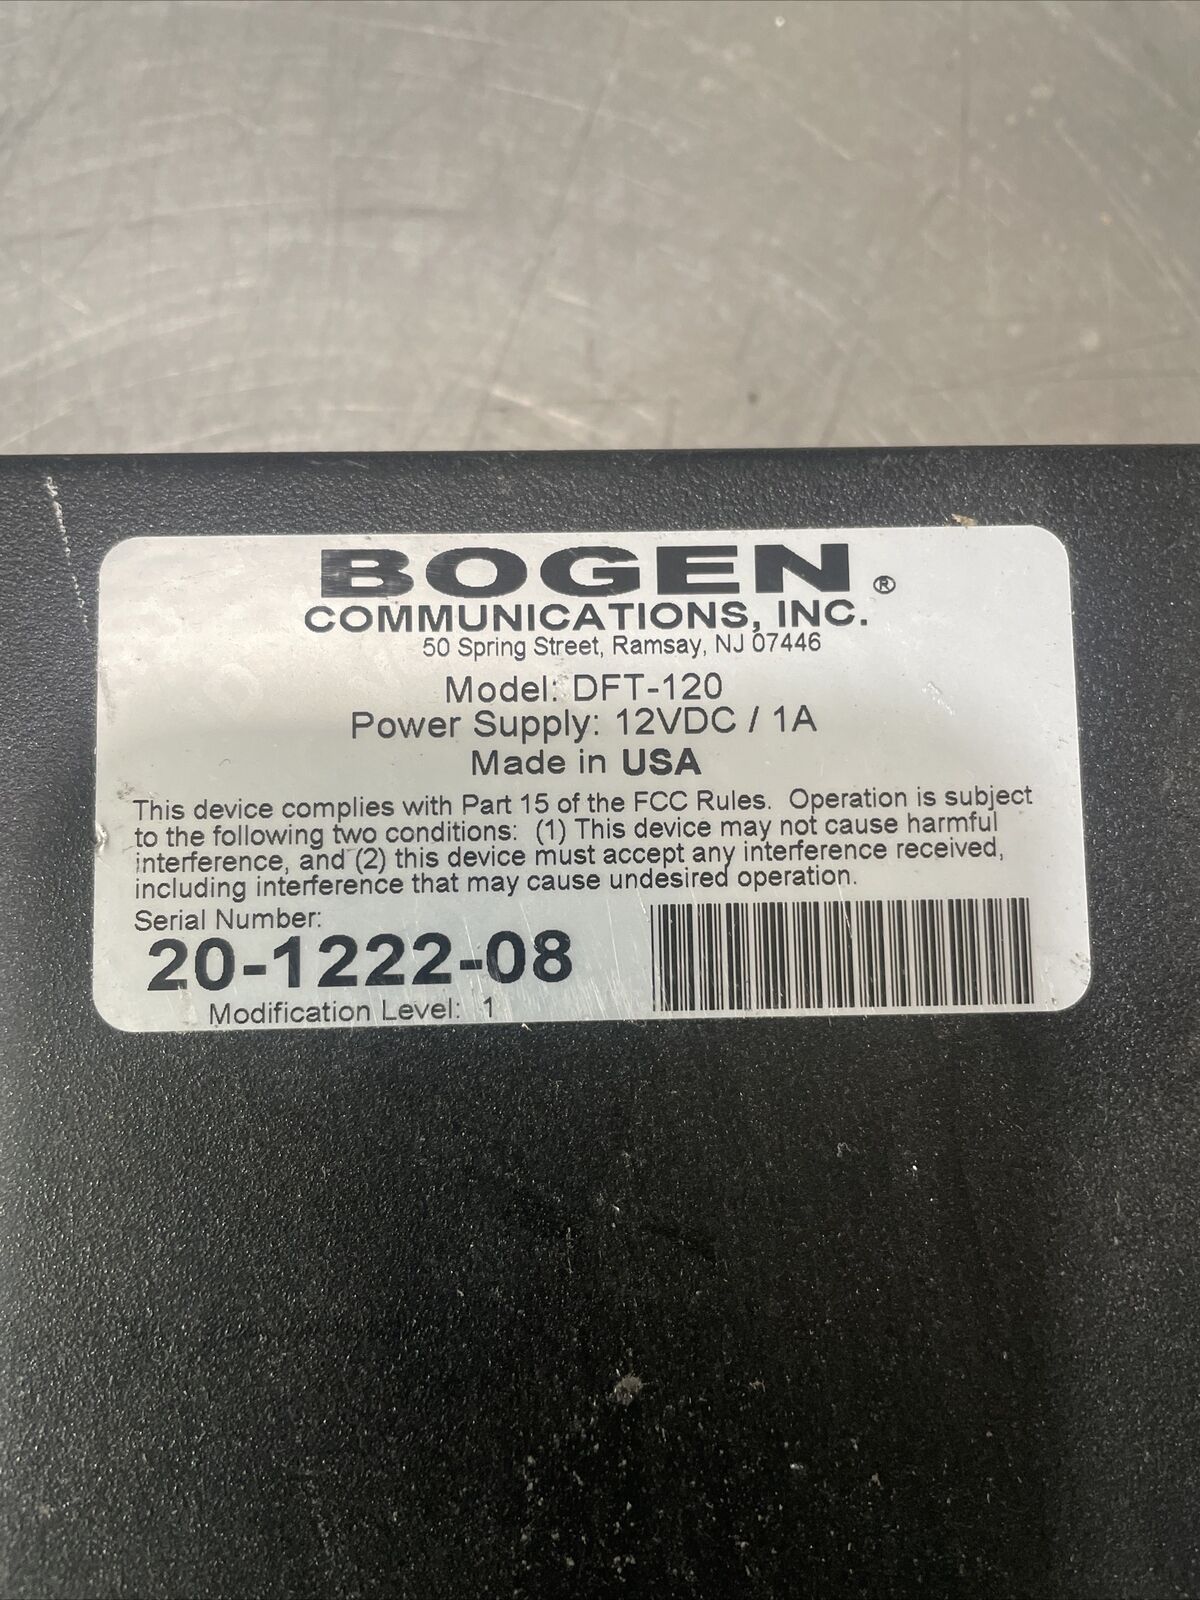 BOGEN ®
COMMUNICATIONS, INC.
50 Spring Street, Ramsay, NJ 07446
Model: DFT-120
Power Supply: 12VDC / 1A
Made in USA
This device complies with Part 15 of the FCC Rules. Operation is subject
to the following two conditions: (1) This device may not cause harmful
interference, and (2) this device must accept any interference received,
including interference that may cause undesired operation.
Serial Number:
20-1222-08
Modification Level: 1